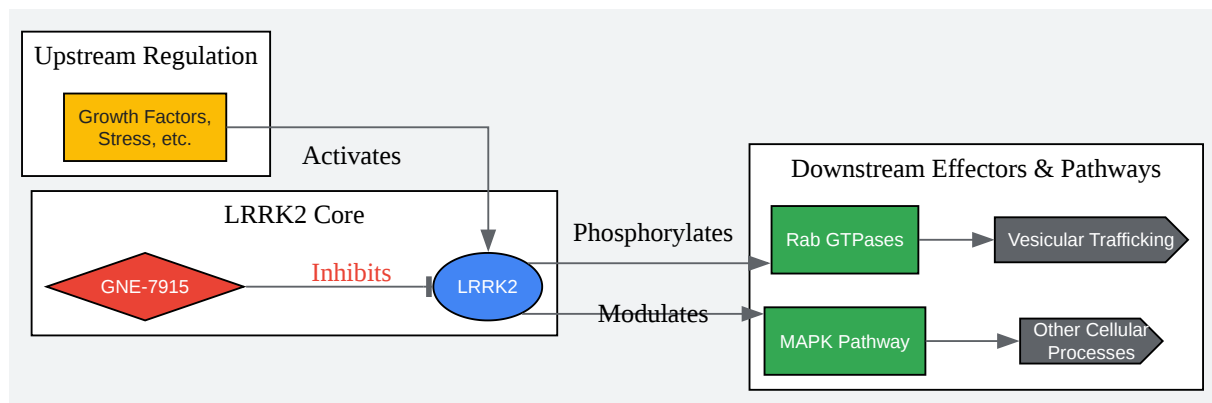 Upstream Regulation
Growth Factors,
Stress, etc.
Activates
LRRK2 Core
GNE-7915
Inhibits
LRRK2
Phosphorylates
Modulates
Downstream Effectors & Pathways
Rab GTPases
Vesicular Trafficking
MAPK Pathway
Other Cellular
Processes